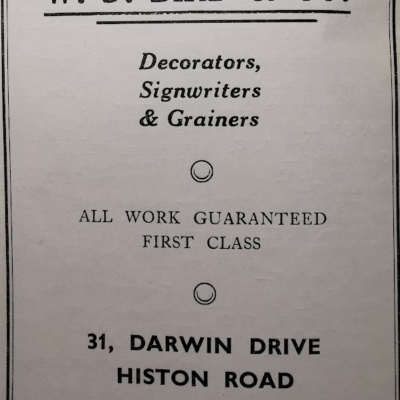 Decorators,
Signwriters
& Grainers
ALL WORK GUARANTEED
FIRST CLASS
31, DARWIN DRIVE
HISTON ROAD